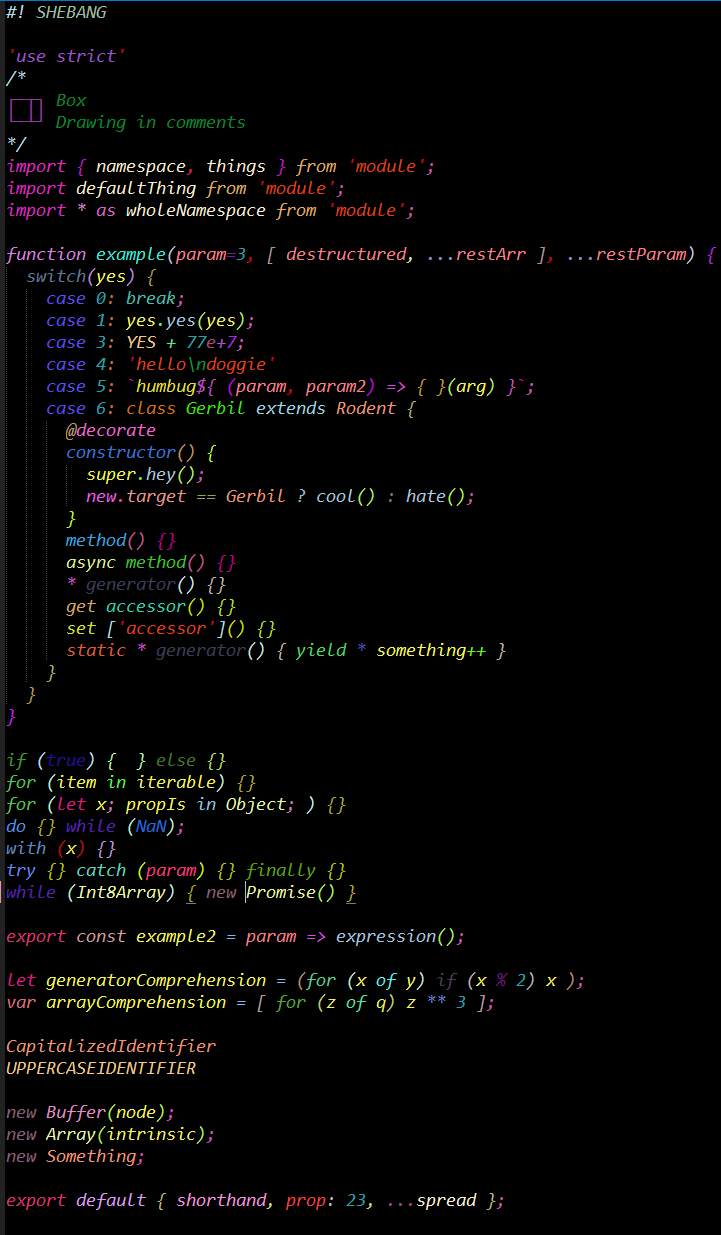 #! SHEBANG

'use strict'
/*
┌─┬┐ Box
└─┴┘ Drawing in comments
*/
import { namespace, things } from 'module';
import defaultThing from 'module';
import * as wholeNamespace from 'module';

function example(param=3, [ destructured, ...restArr ], ...restParam) {
  switch(yes) {
    case 0: break;
    case 1: yes.yes(yes);
    case 3: YES + 77e+7;
    case 4: 'hello\ndoggie'
    case 5: `humbug${ (param, param2) => { }(arg) }`;
    case 6: class Gerbil extends Rodent {
      @decorate
      constructor() {
        super.hey();
        new.target == Gerbil ? cool() : hate();
      }
      method() {}
      async method() {}
      * generator() {}
      get accessor() {}
      set ['accessor']() {}
      static * generator() { yield * something++ }
    }
  }
}

if (true) {  } else {}
for (item in iterable) {}
for (let x; propIs in Object; ) {}
do {} while (NaN);
with (x) {}
try {} catch (param) {} finally {}
while (Int8Array) { new Promise() }

export const example2 = param => expression();

let generatorComprehension = (for (x of y) if (x % 2) x );
var arrayComprehension = [ for (z of q) z ** 3 ];

CapitalizedIdentifier
UPPERCASEIDENTIFIER

new Buffer(node);
new Array(intrinsic);
new Something;

export default { shorthand, prop: 23, ...spread };